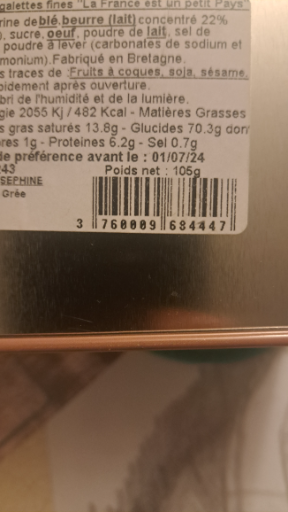 galettes fines "La France est un petit Pays"
rine de blé, beurre (lait) concentré 22%
), sucre, oeuf, poudre de lait, sel de
poudre à lever (carbonates de sodium et
monium). Fabriqué en Bretagne.
s traces de :Fruits à coques, soja, sésame.
pidement après ouverture.
bri de l'humidité et de la lumière.
gie 2055 Kj / 482 Kcal - Matières Grasses
s gras saturés 13.8g - Glucides 70.3g don
res 1g - Proteines 6.2g - Sel 0.7g
de préférence avant le : 01/07/24
43 Poids net : 105g
SEPHINE
Grée
3 760009 684447